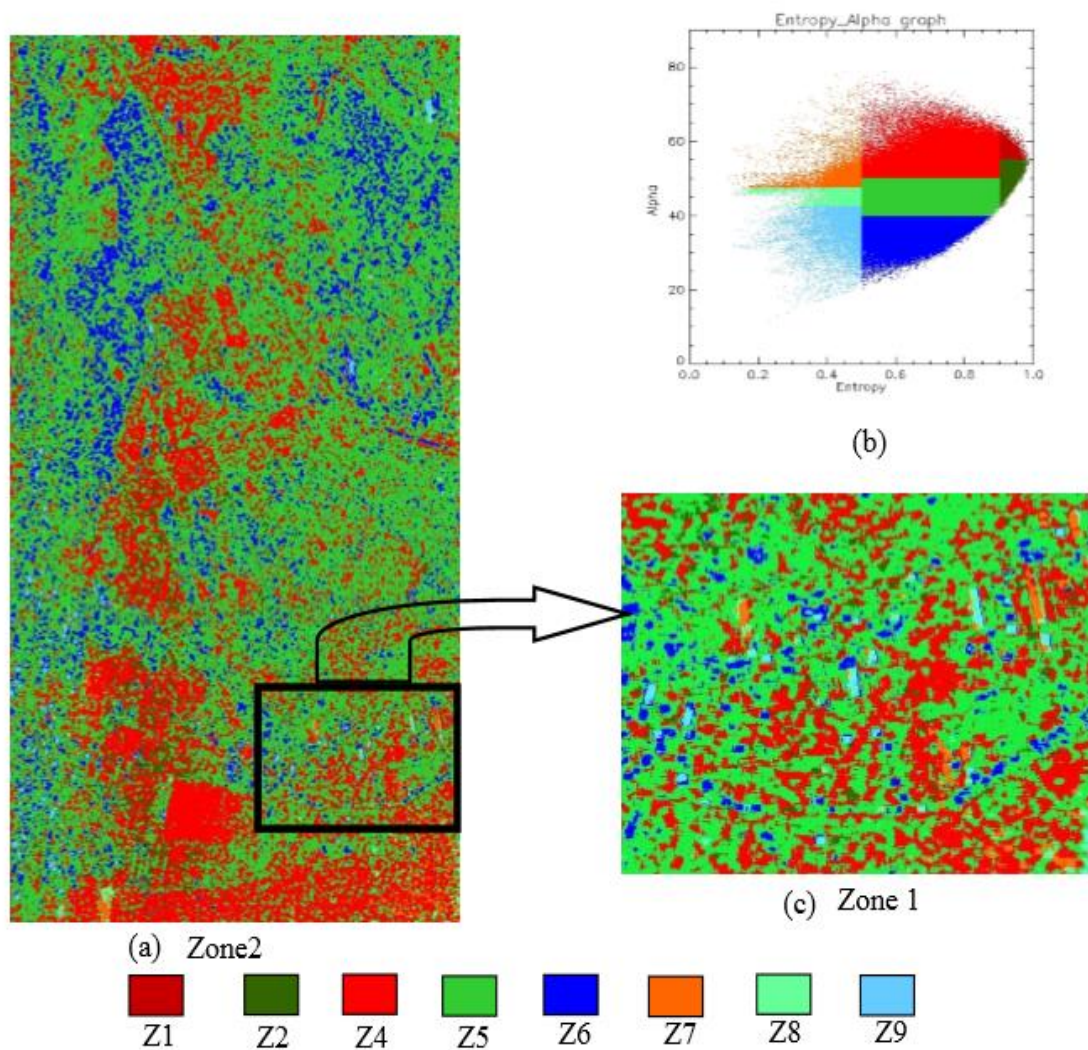 Entropy_Alpha graph
80
60
40
20
0
Alpha
0.0 0.2 0.4 0.6 0.8 1.0
Entropy
(b)
(c) Zone 1
(a) Zone2
Z1 Z2 Z4 Z5 Z6 Z7 Z8 Z9